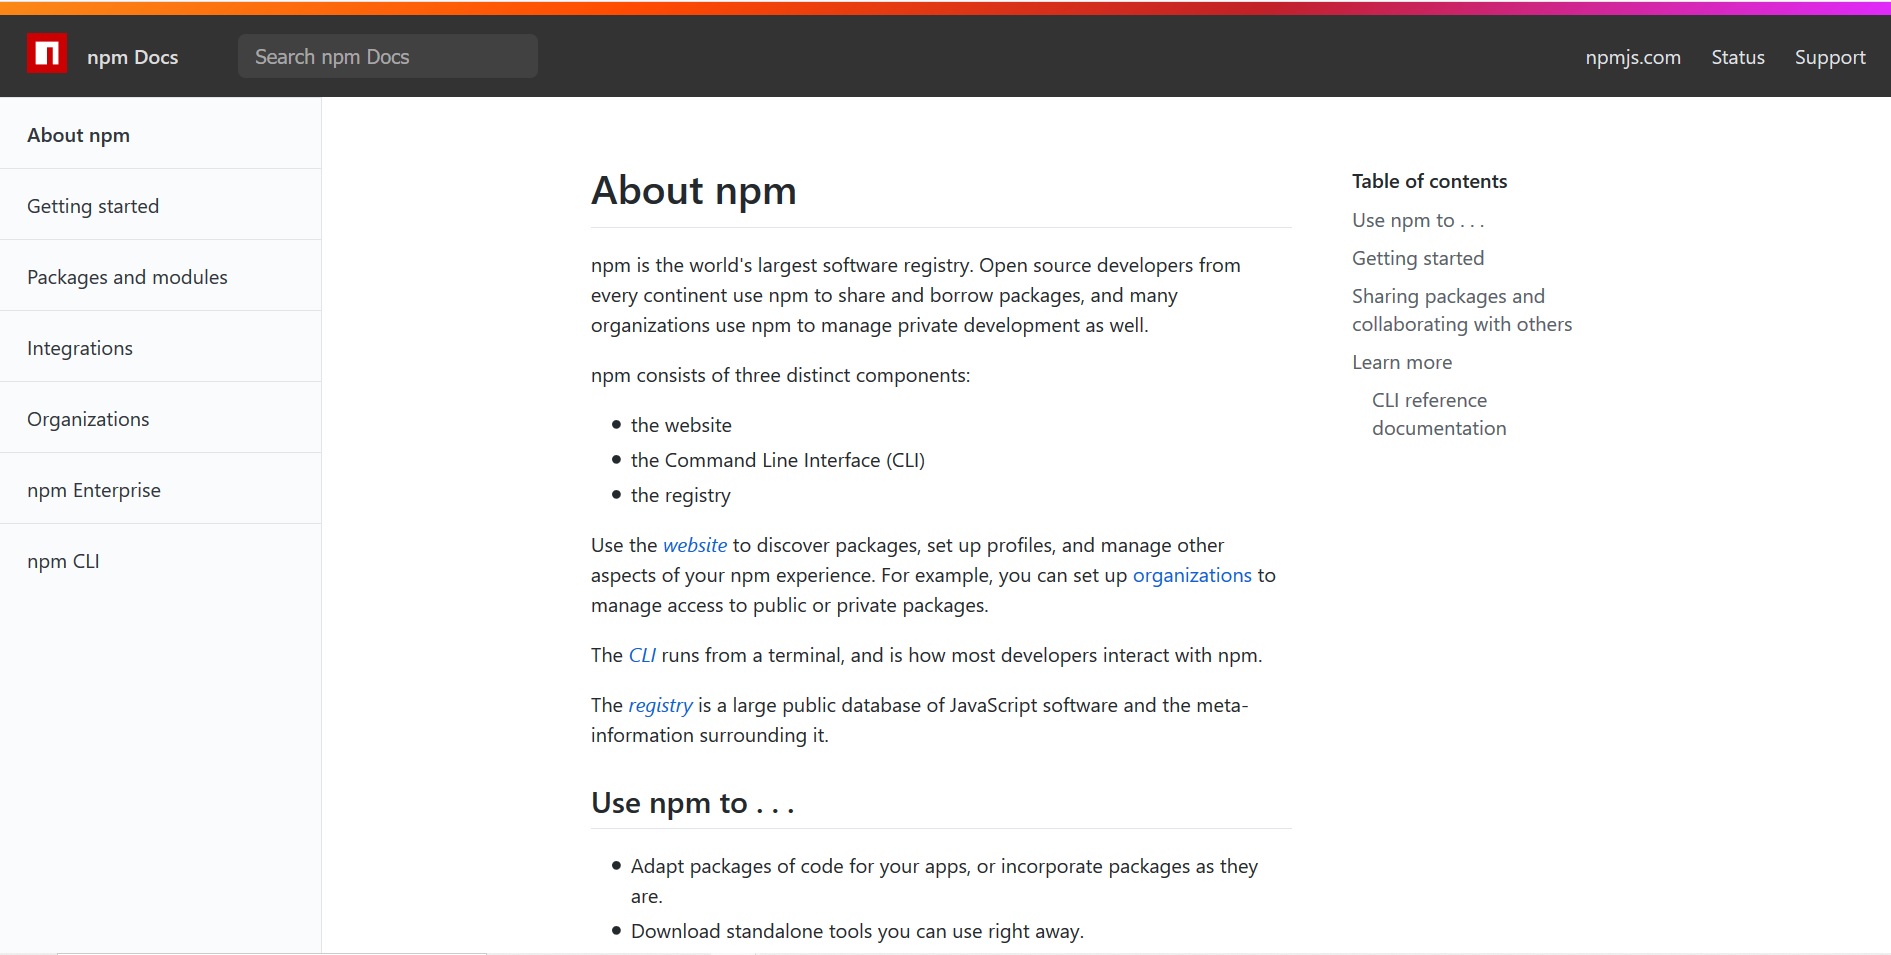 npm Docs
Search npm Docs
npmjs.com
Status
Support
About npm
Getting started
Packages and modules
Integrations
Organizations
npm Enterprise
npm CLI
About npm
npm is the world's largest software registry. Open source developers from
every continent use npm to share and borrow packages, and many
organizations use npm to manage private development as well.
npm consists of three distinct components:
• the website
• the Command Line Interface (CLI)
• the registry
Use the website to discover packages, set up profiles, and manage other
aspects of your npm experience. For example, you can set up organizations to
manage access to public or private packages.
The CLI runs from a terminal, and is how most developers interact with npm.
The registry is a large public database of JavaScript software and the meta-
information surrounding it.
Use npm to . . .
• Adapt packages of code for your apps, or incorporate packages as they
are.
• Download standalone tools you can use right away.
Table of contents
Use npm to . . .
Getting started
Sharing packages and
collaborating with others
Learn more
CLI reference
documentation